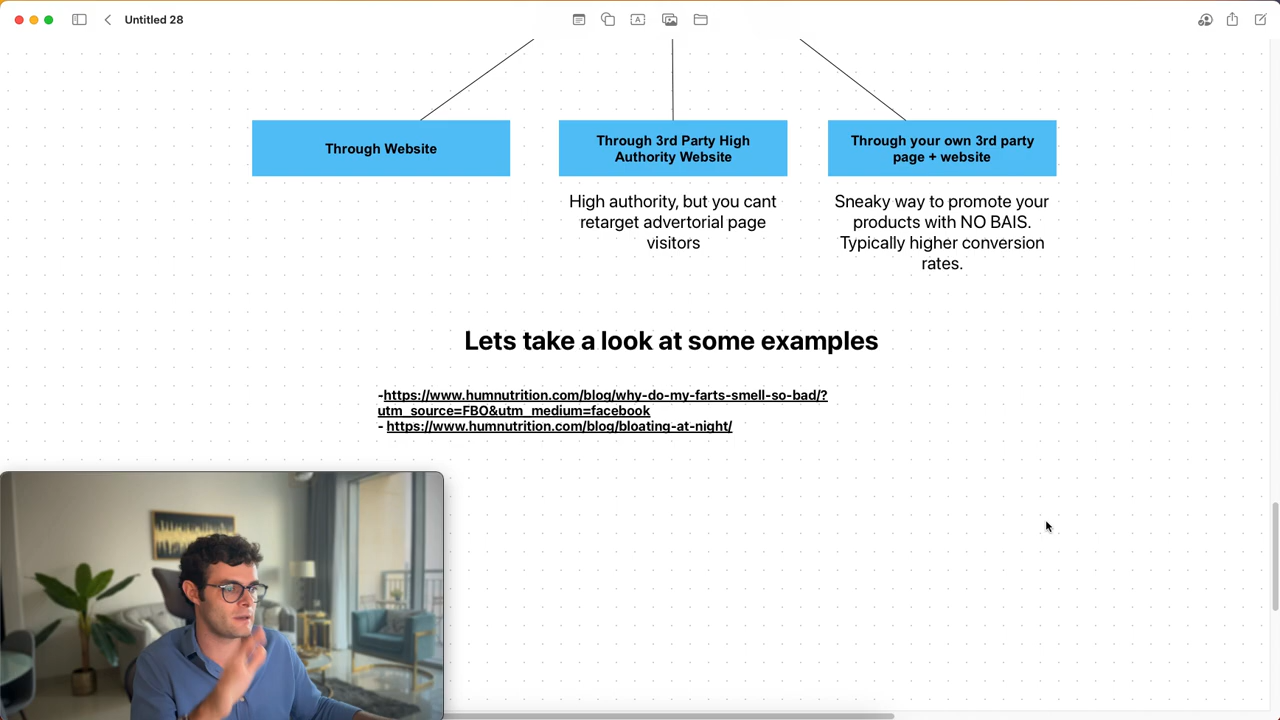 Untitled 28
Through Website
Through 3rd Party High
Authority Website
Through your own 3rd party
page + website
High authority, but you cant
retarget advertorial page
visitors
Sneaky way to promote your
products with NO BAIS.
Typically higher conversion
rates.
Lets take a look at some examples
-https://www.humnutrition.com/blog/why-do-my-farts-smell-so-bad/?
utm_source=FBO&utm_medium=facebook
- https://www.humnutrition.com/blog/bloating-at-night/